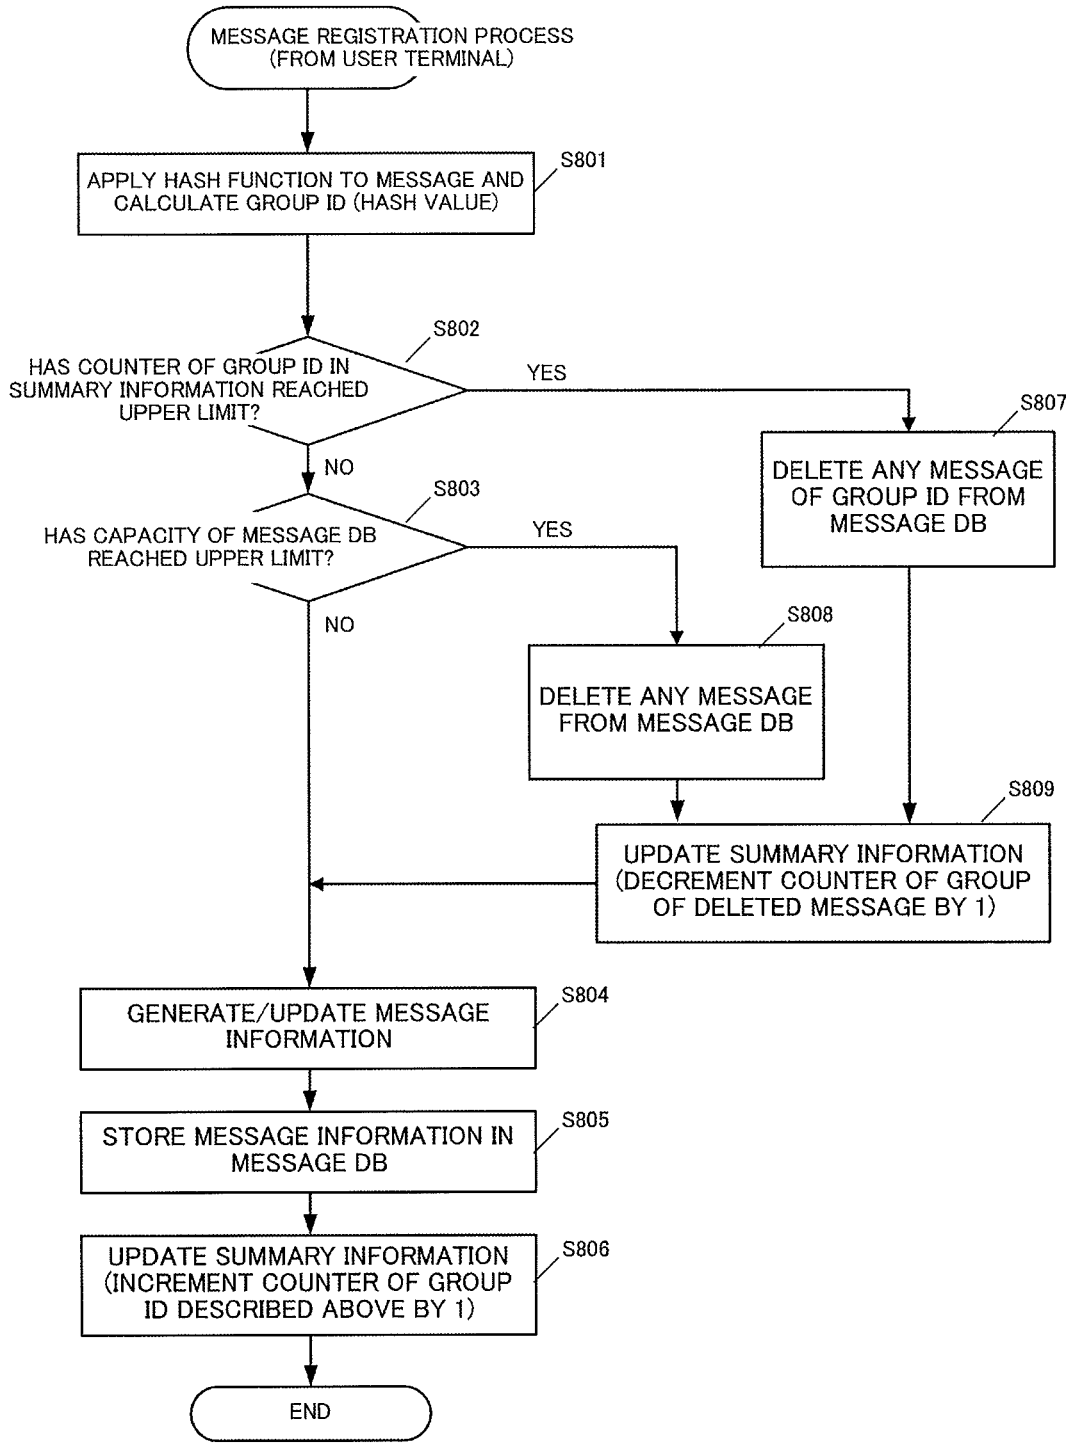 MESSAGE REGISTRATION PROCESS
(FROM USER TERMINAL)
S801
APPLY HASH FUNCTION TO MESSAGE AND
CALCULATE GROUP ID (HASH VALUE)
S802
HAS COUNTER OF GROUP ID IN
SUMMARY INFORMATION REACHED
UPPER LIMIT?
YES
NO
S807
DELETE ANY MESSAGE
OF GROUP ID FROM
MESSAGE DB
S803
HAS CAPACITY OF MESSAGE DB
REACHED UPPER LIMIT?
YES
NO
S808
DELETE ANY MESSAGE
FROM MESSAGE DB
S809
UPDATE SUMMARY INFORMATION
(DECREMENT COUNTER OF GROUP
OF DELETED MESSAGE BY 1)
S804
GENERATE/UPDATE MESSAGE
INFORMATION
S805
STORE MESSAGE INFORMATION IN
MESSAGE DB
S806
UPDATE SUMMARY INFORMATION
(INCREMENT COUNTER OF GROUP
ID DESCRIBED ABOVE BY 1)
END